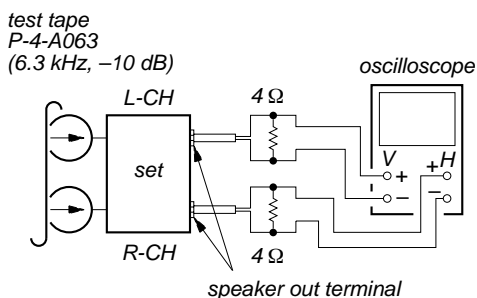 test tape
P-4-A063
(6.3 kHz, –10 dB)
oscilloscope
L-CH
4 Ω
set
V
+
–
+
H
–
R-CH
4 Ω
speaker out terminal